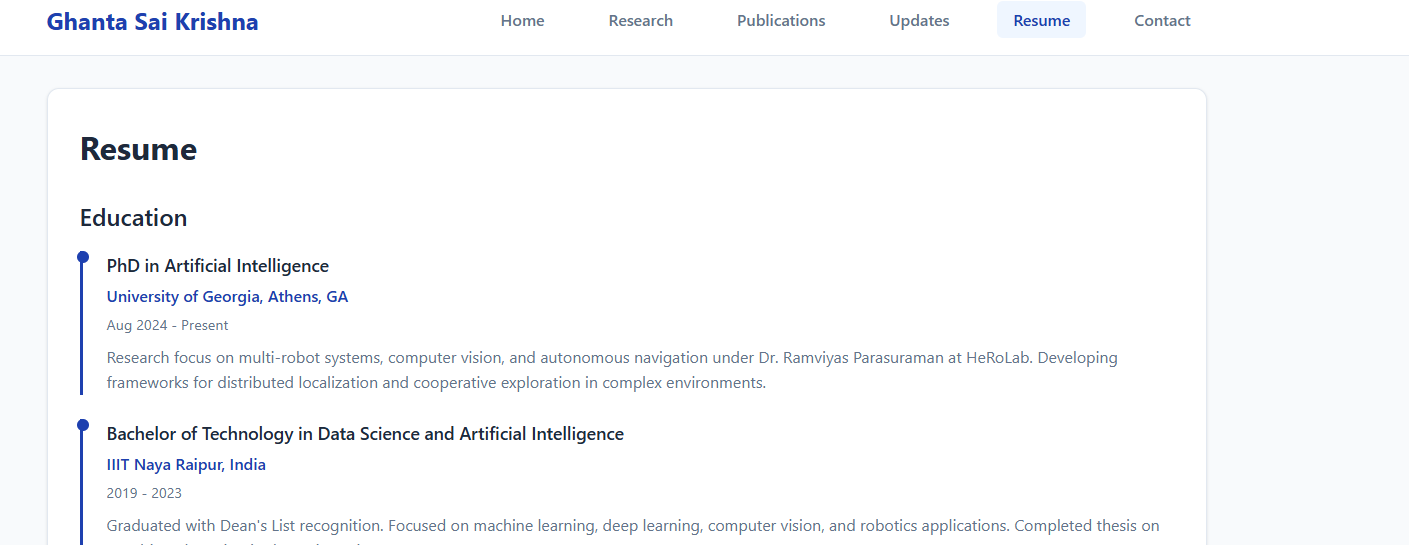 Ghanta Sai Krishna
Home Research Publications Updates Resume Contact
Resume
Education
PhD in Artificial Intelligence
University of Georgia, Athens, GA
Aug 2024 - Present
Research focus on multi-robot systems, computer vision, and autonomous navigation under Dr. Ramviyas Parasuraman at HeRoLab. Developing
frameworks for distributed localization and cooperative exploration in complex environments.
Bachelor of Technology in Data Science and Artificial Intelligence
IIIT Naya Raipur, India
2019 - 2023
Graduated with Dean's List recognition. Focused on machine learning, deep learning, computer vision, and robotics applications. Completed thesis on